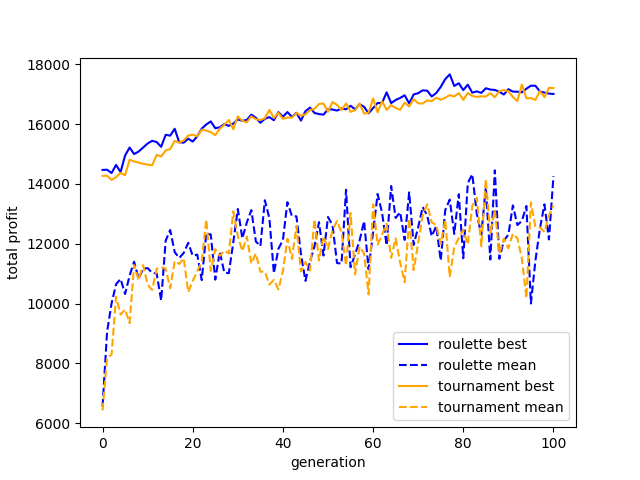 total profit
18000
16000
14000
12000
10000
8000
6000
0
20
40
60
80
100
generation
roulette best
roulette mean
tournament best
tournament mean